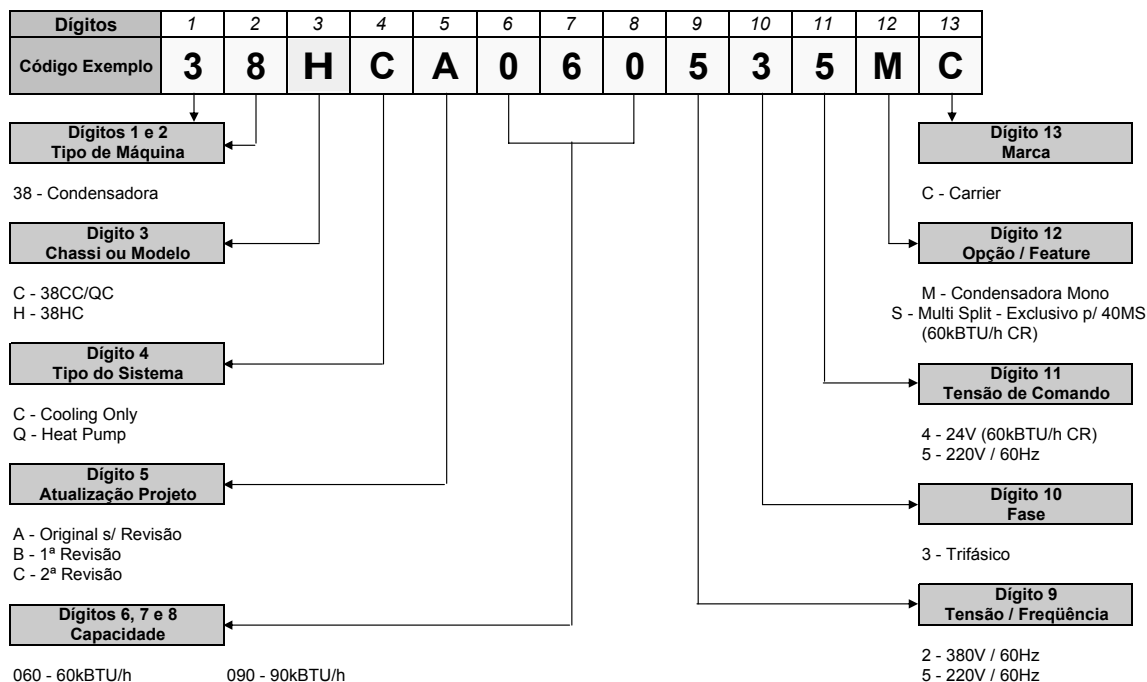 Dígitos 1 2 3 4 5 6 7 8 9 10 11 12 13
Código Exemplo 3 8 H C A 0 6 0 5 3 5 M C
Dígitos 1 e 2
Tipo de Máquina
38 - Condensadora
Digito 3
Chassi ou Modelo
C - 38CC/QC
H - 38HC
Dígito 4
Tipo do Sistema
C - Cooling Only
Q - Heat Pump
Dígito 5
Atualização Projeto
A - Original s/ Revisão
B - 1ª Revisão
C - 2ª Revisão
Dígitos 6, 7 e 8
Capacidade
060 - 60kBTU/h 090 - 90kBTU/h
Dígito 13
Marca
C - Carrier
Dígito 12
Opção / Feature
M - Condensadora Mono
S - Multi Split - Exclusivo p/ 40MS
(60kBTU/h CR)
Dígito 11
Tensão de Comando
4 - 24V (60kBTU/h CR)
5 - 220V / 60Hz
Dígito 10
Fase
3 - Trifásico
Dígito 9
Tensão / Freqüência
2 - 380V / 60Hz
5 - 220V / 60Hz